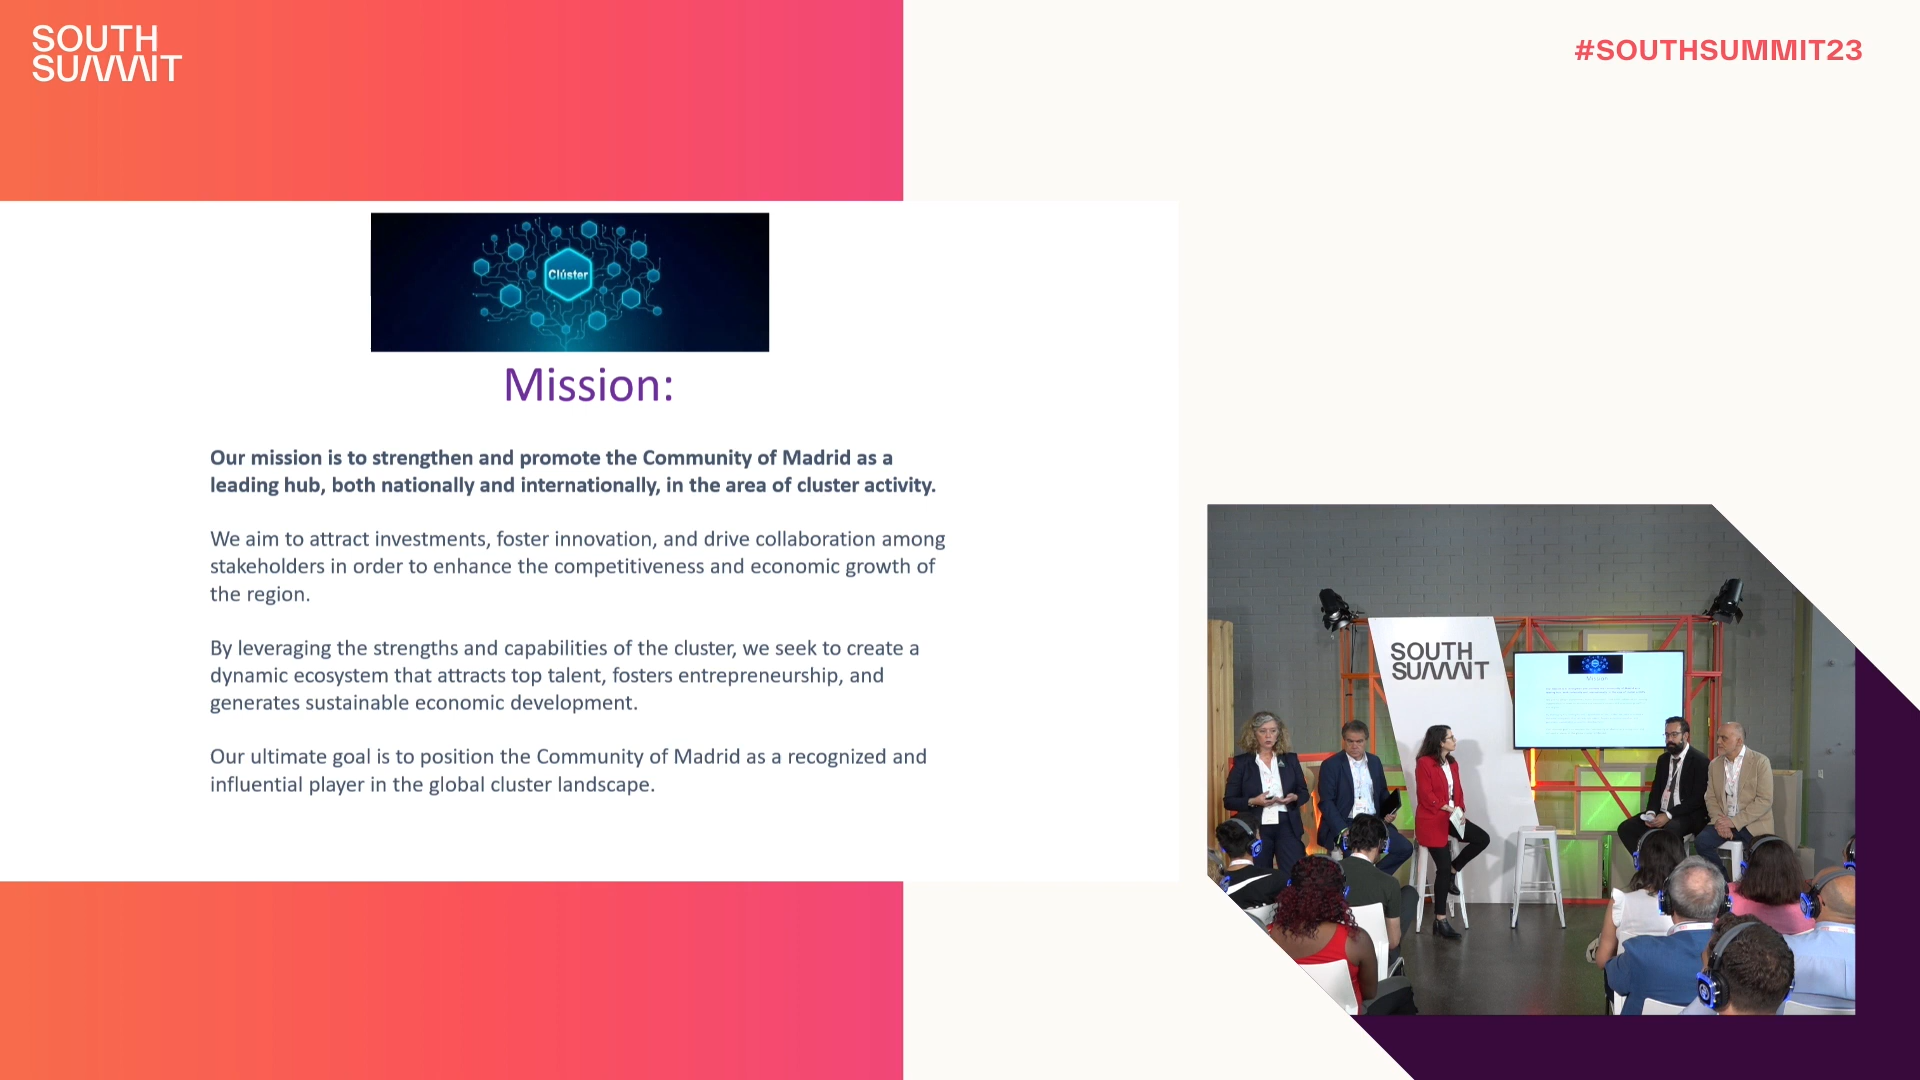 SOUTH
SUMMIT
#SOUTHSUMMIT23
Clúster
Mission:
Our mission is to strengthen and promote the Community of Madrid as a
leading hub, both nationally and internationally, in the area of cluster activity.
We aim to attract investments, foster innovation, and drive collaboration among
stakeholders in order to enhance the competitiveness and economic growth of
the region.
By leveraging the strengths and capabilities of the cluster, we seek to create a
dynamic ecosystem that attracts top talent, fosters entrepreneurship, and
generates sustainable economic development.
Our ultimate goal is to position the Community of Madrid as a recognized and
influential player in the global cluster landscape.
SOUTH
SUMMIT
Mission: